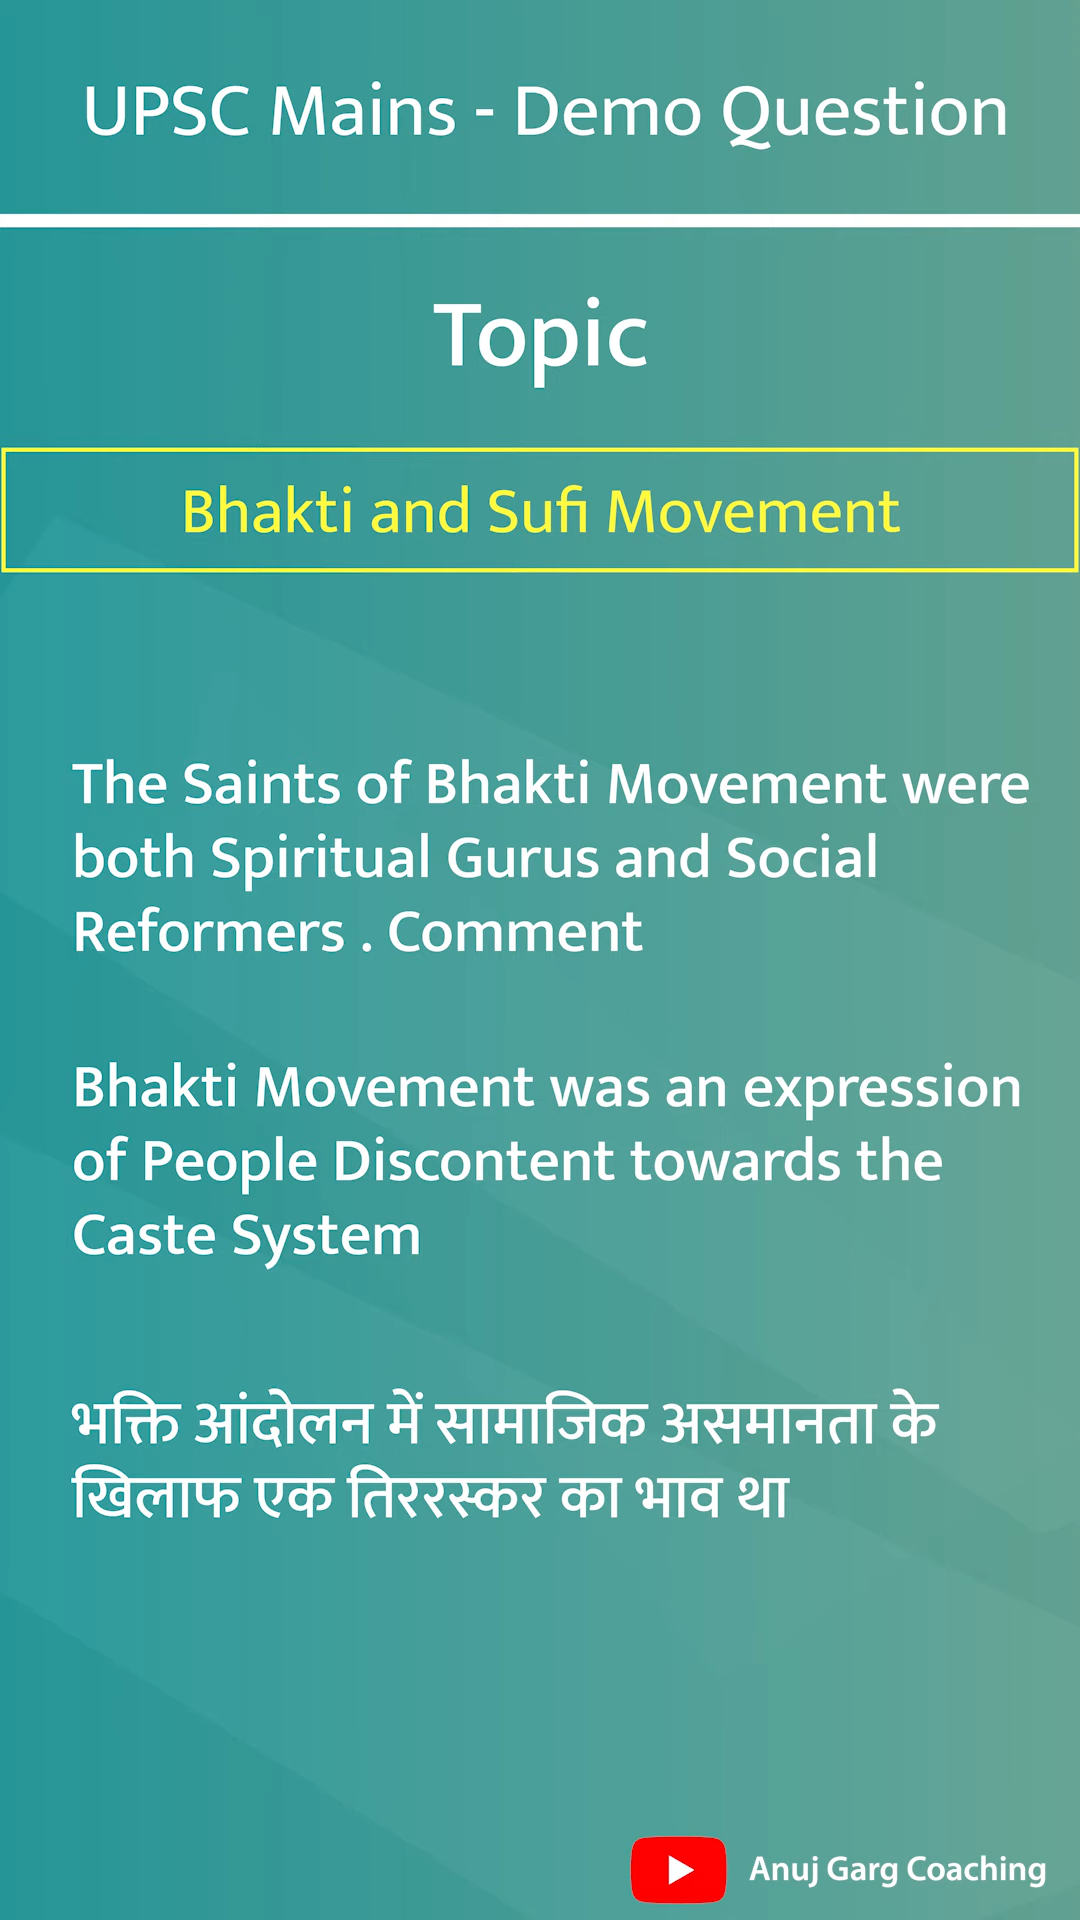 UPSC Mains - Demo Question
Topic
Bhakti and Sufi Movement
The Saints of Bhakti Movement were
both Spiritual Gurus and Social
Reformers . Comment
Bhakti Movement was an expression
of People Discontent towards the
Caste System
भक्ति आंदोलन में सामाजिक असमानता के
खिलाफ एक तिररस्कर का भाव था
Anuj Garg Coaching